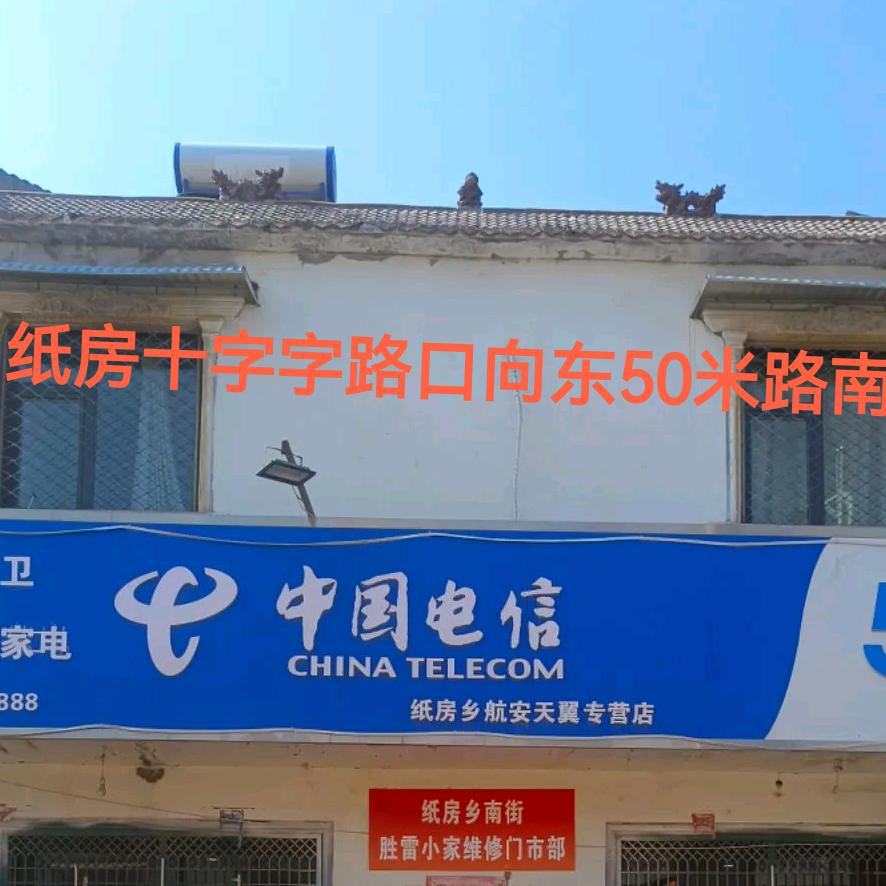 纸房十字字路口向东50米路南
卫
家电
888
中国电信
CHINA TELECOM
纸房乡航安天翼专营店
5
纸房乡南街
胜雷小家维修门市部